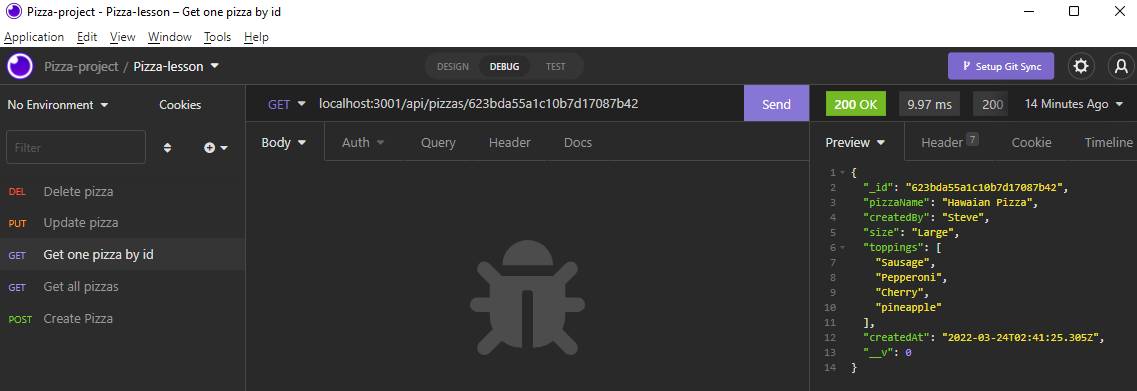 Pizza-project - Pizza-lesson – Get one pizza by id
Application Edit View Window Tools Help
Pizza-project / Pizza-lesson
DESIGN DEBUG TEST
Setup Git Sync
No Environment Cookies
Filter
DEL Delete pizza
PUT Update pizza
GET Get one pizza by id
GET Get all pizzas
POST Create Pizza
GET localhost:3001/api/pizzas/623bda55a1c10b7d17087b42 Send
Body Auth Query Header Docs
200 OK 9.97 ms 200 14 Minutes Ago
Preview Header 7 Cookie Timeline
1 {
2 "_id": "623bda55a1c10b7d17087b42",
3 "pizzaName": "Hawaian Pizza",
4 "createdBy": "Steve",
5 "size": "Large",
6 "toppings": [
7 "Sausage",
8 "Pepperoni",
9 "Cherry",
10 "pineapple"
11 ],
12 "createdAt": "2022-03-24T02:41:25.305Z",
13 "__v": 0
14 }